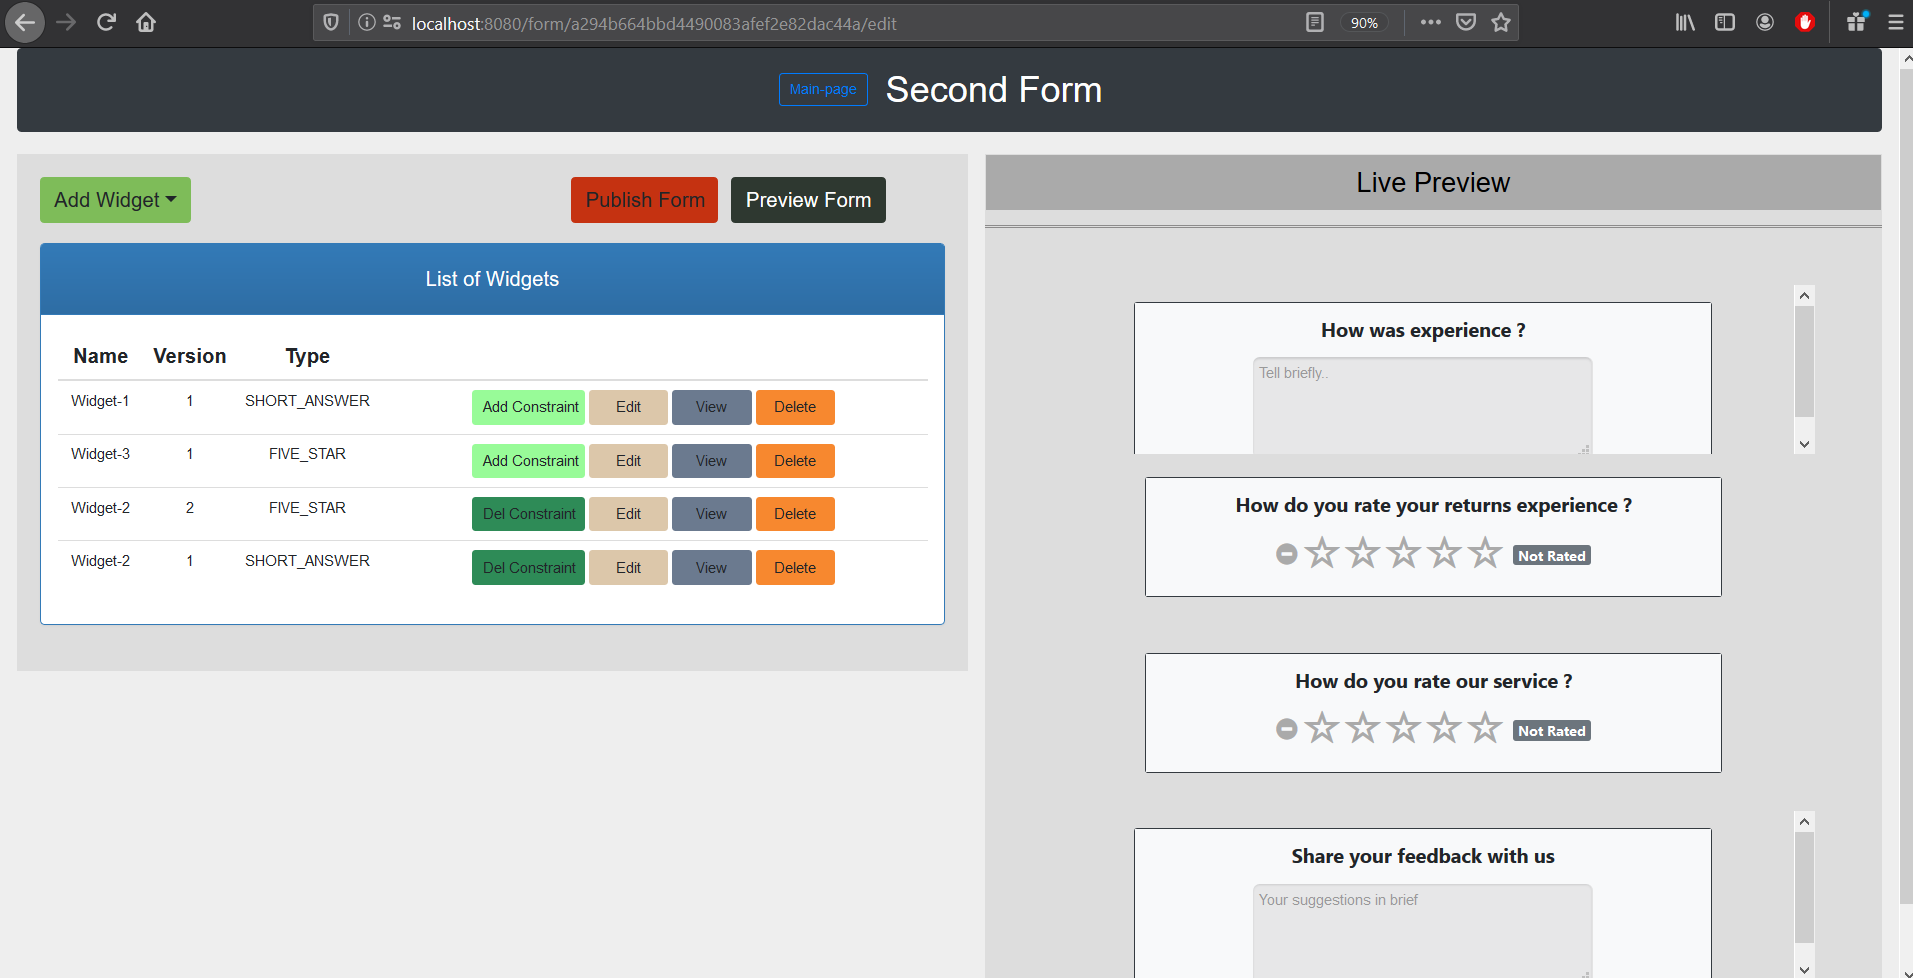 localhost:8080/form/a294b664bbd4490083afef2e82dac44a/edit
90%
Main-page Second Form
Add Widget
Publish Form
Preview Form
List of Widgets
Name Version Type
Widget-1 1 SHORT_ANSWER Add Constraint Edit View Delete
Widget-3 1 FIVE_STAR Add Constraint Edit View Delete
Widget-2 2 FIVE_STAR Del Constraint Edit View Delete
Widget-2 1 SHORT_ANSWER Del Constraint Edit View Delete
Live Preview
How was experience ?
Tell briefly..
How do you rate your returns experience ?
Not Rated
How do you rate our service ?
Not Rated
Share your feedback with us
Your suggestions in brief